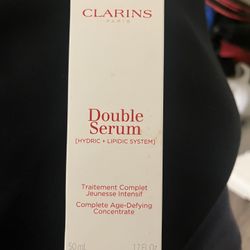 CLARINS
PARIS
Double
Serum
[HYDRIC + LIPIDIC SYSTEM]
Traitement Complet
Jeunesse Intensif
Complete Age-Defying
Concentrate
50 ml 1.7 Fl. Oz